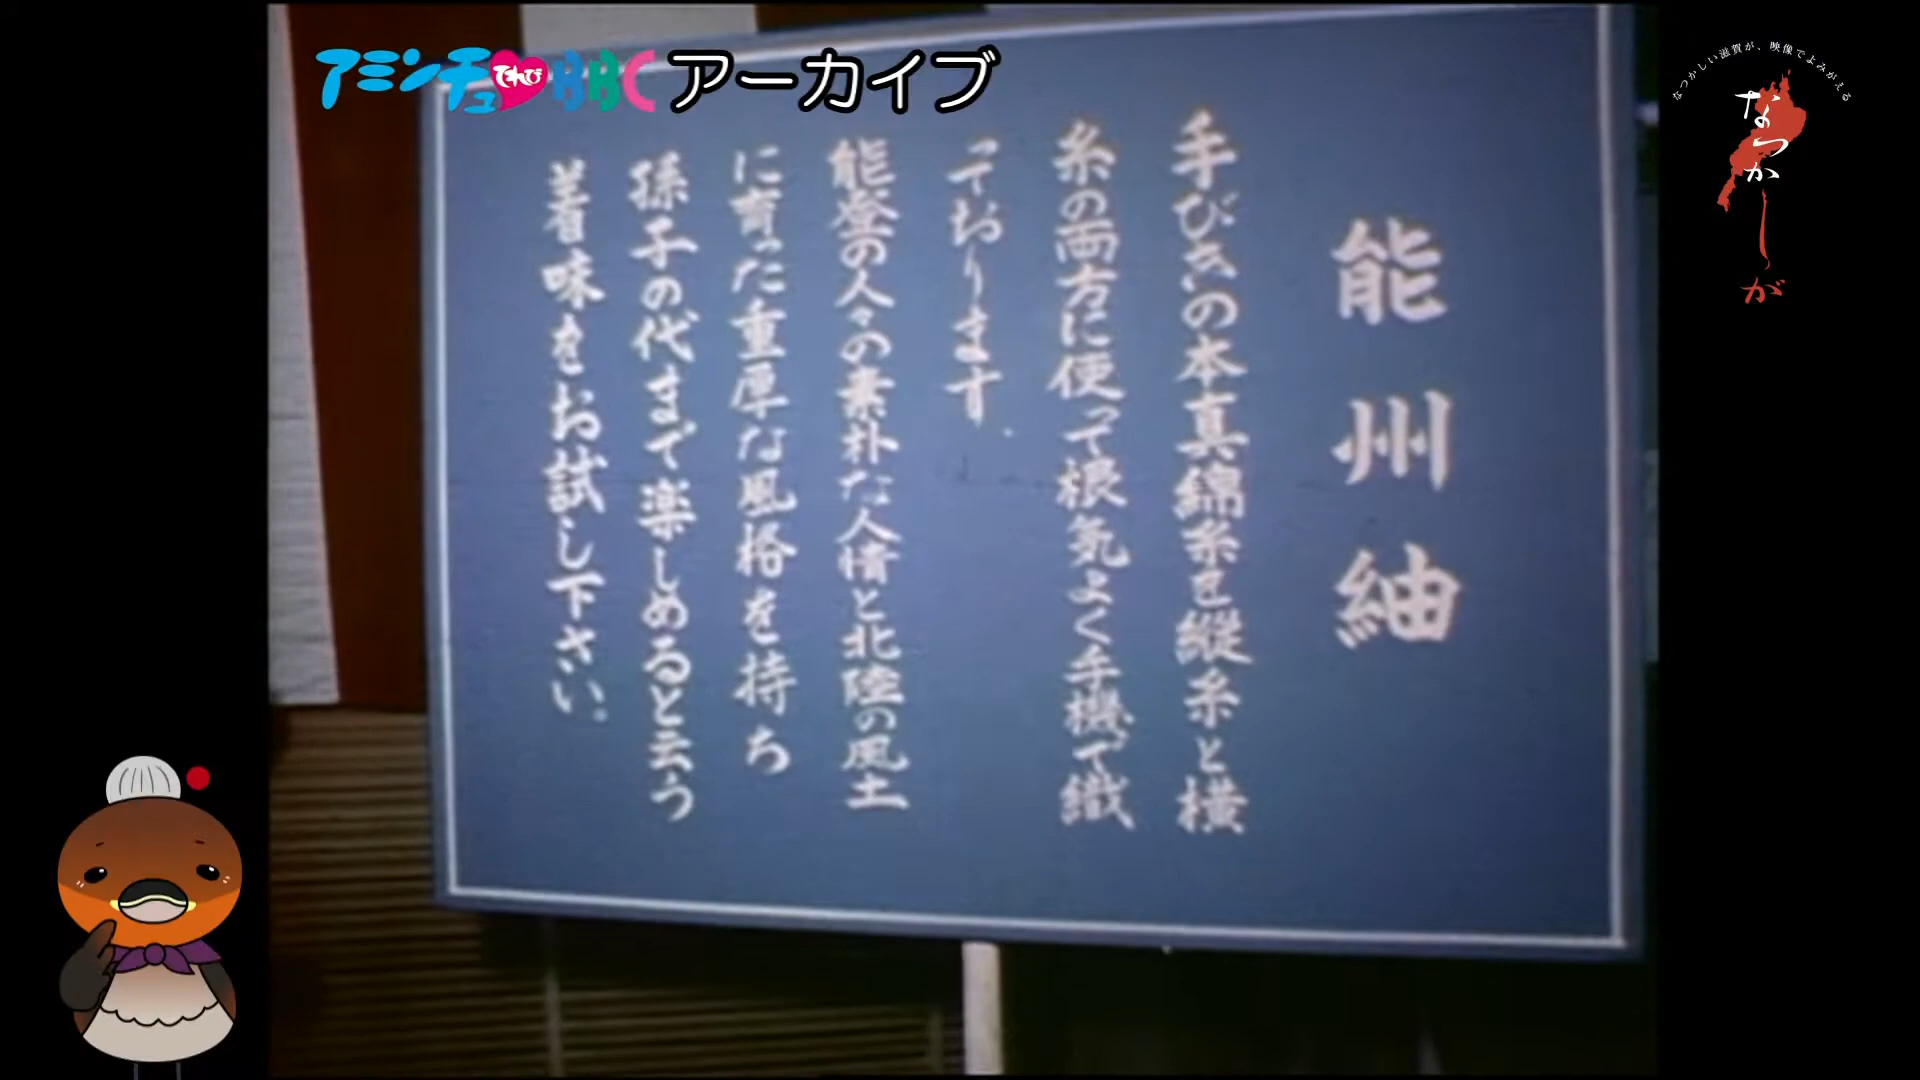 アミンチュてれびBBCアーカイブ
なつかしい滋賀が、映像でよみがえる
なつかしが
能州紬
手びきの本真綿糸を縦糸と横
糸の両方に使って根気よく手機で織
っております.
能登の人々の素朴な人情と北陸の風土
に育った重厚な風格を持ち
孫子の代まで楽しめると云う
着味をお試し下さい。